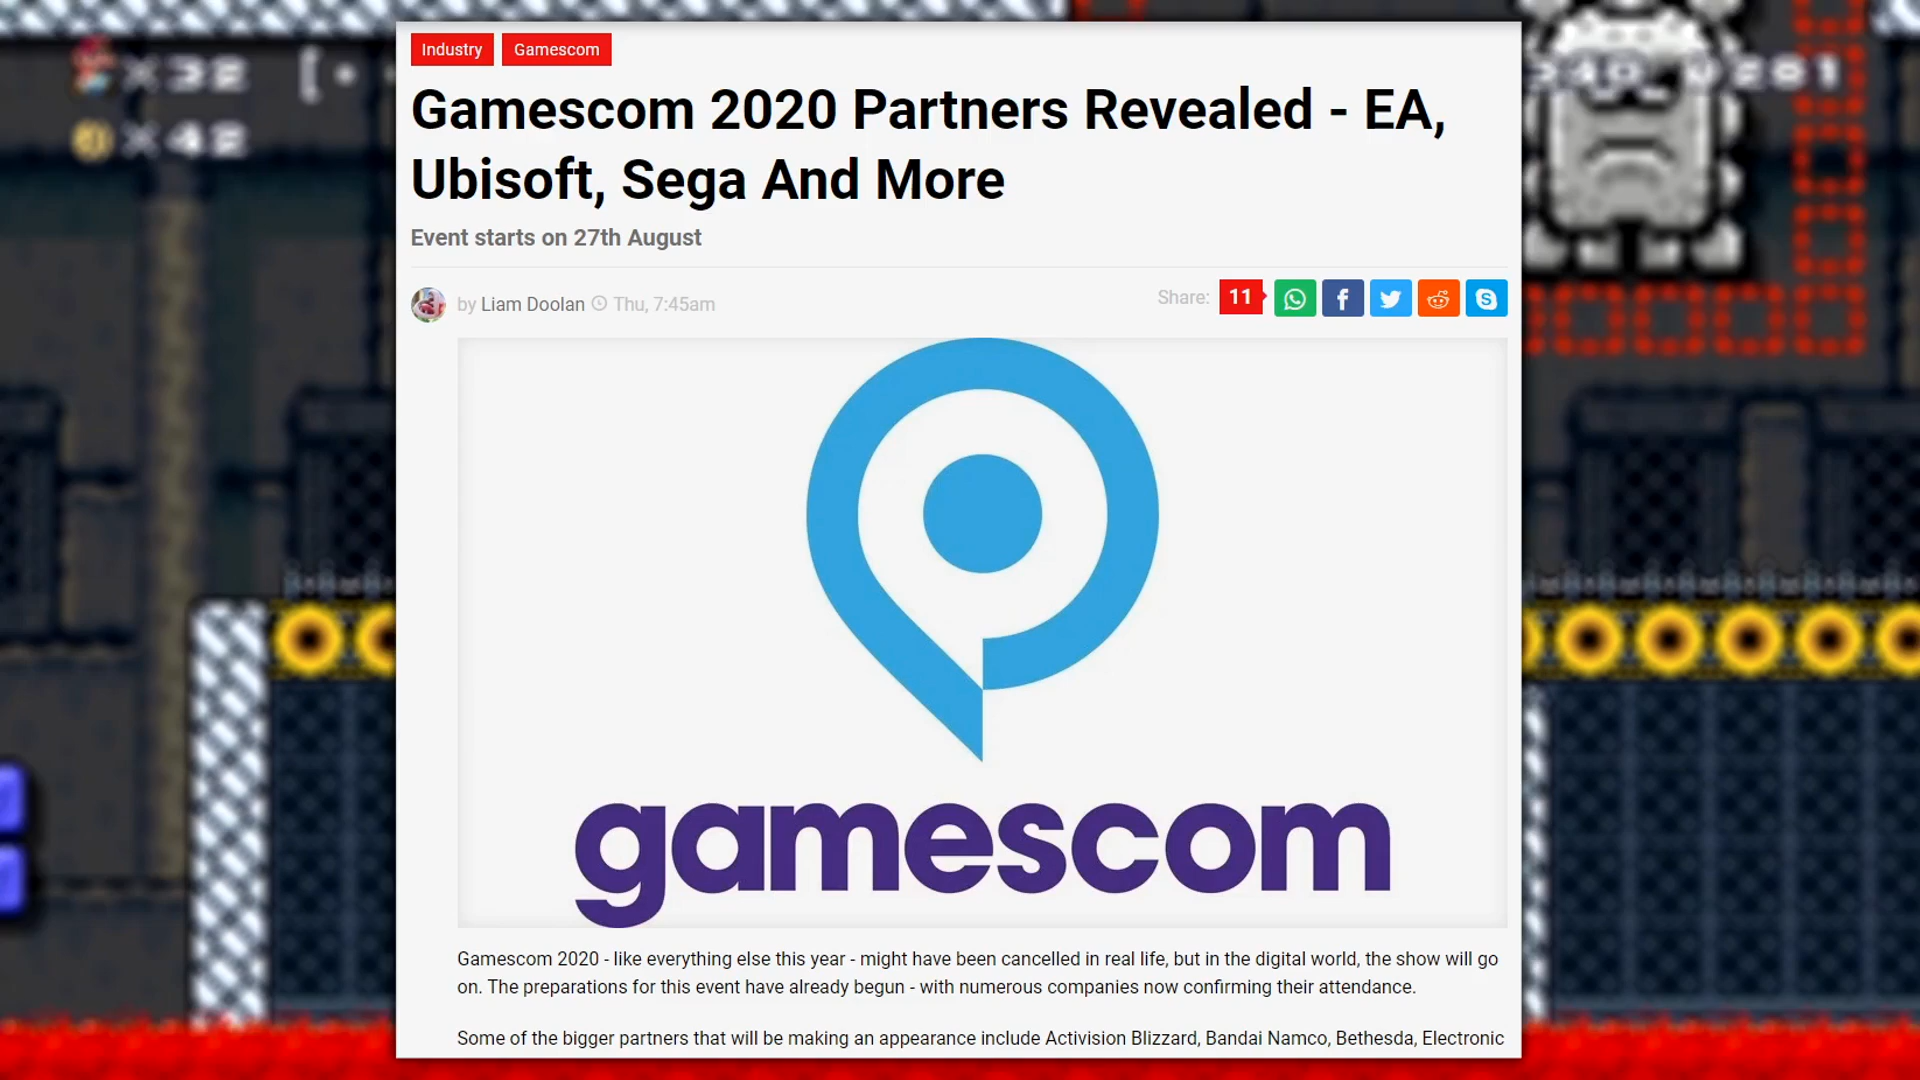 ×32
[•
×42
Industry Gamescom
Gamescom 2020 Partners Revealed - EA,
Ubisoft, Sega And More
Event starts on 27th August
by Liam Doolan Thu, 7:45am
Share: 11
gamescom
Gamescom 2020 - like everything else this year - might have been cancelled in real life, but in the digital world, the show will go
on. The preparations for this event have already begun - with numerous companies now confirming their attendance.
Some of the bigger partners that will be making an appearance include Activision Blizzard, Bandai Namco, Bethesda, Electronic